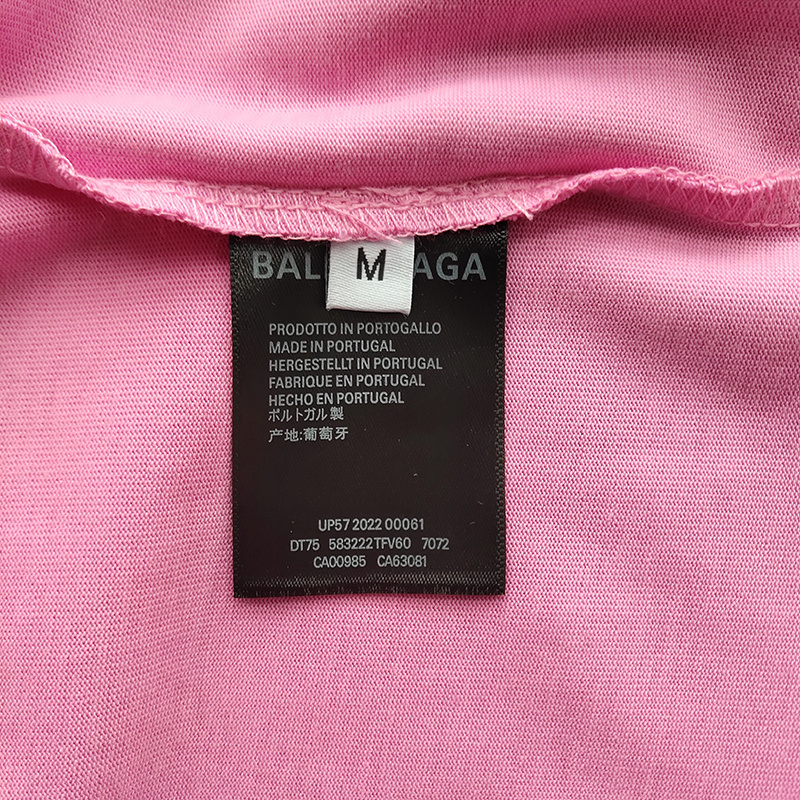 BAL AGA
M
PRODOTTO IN PORTOGALLO
MADE IN PORTUGAL
HERGESTELLT IN PORTUGAL
FABRIQUE EN PORTUGAL
HECHO EN PORTUGAL
ポルトガル製
产地:葡萄牙
UP57 2022 00061
DT75 583222TFV60 7072
CA00985 CA63081